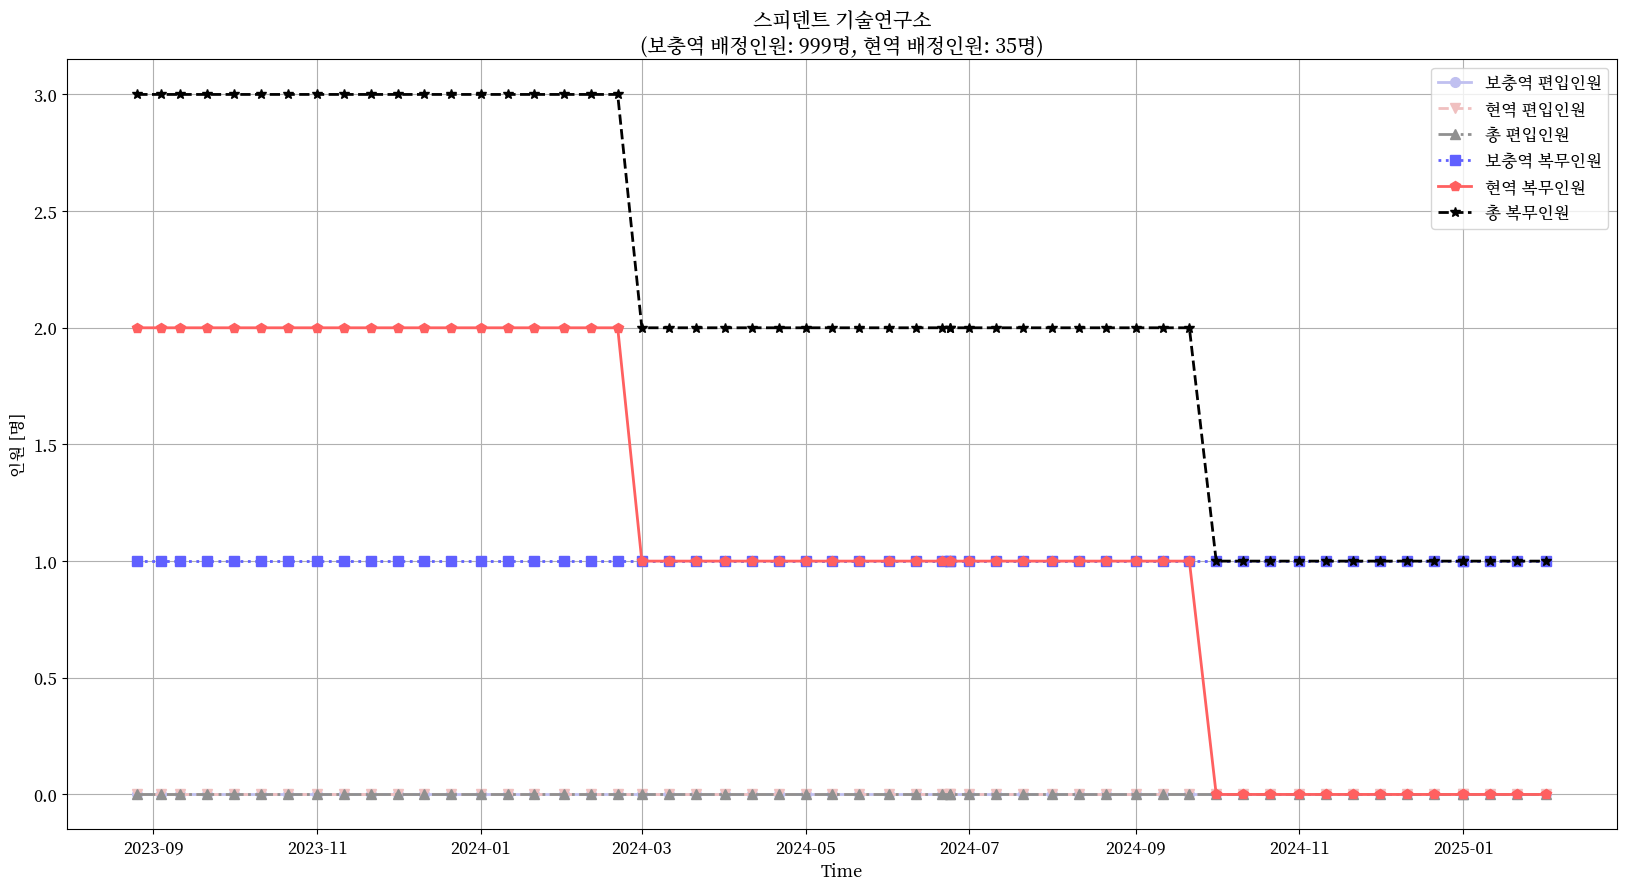 스피덴트 기술연구소
(보충역 배정인원: 999명, 현역 배정인원: 35명)
보충역 편입인원
현역 편입인원
총 편입인원
보충역 복무인원
현역 복무인원
총 복무인원
인원 [명]
3.0
2.5
2.0
1.5
1.0
0.5
0.0
2023-09
2023-11
2024-01
2024-03
2024-05
2024-07
2024-09
2024-11
2025-01
Time